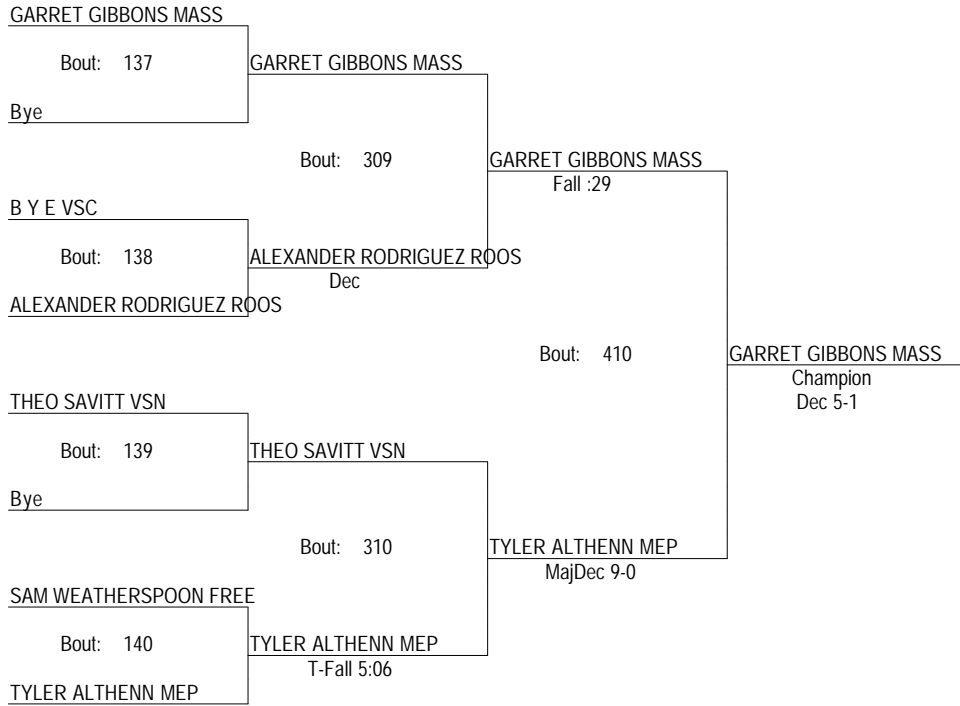 GARRET GIBBONS MASS
Bout: 137
GARRET GIBBONS MASS
Bye
Bout: 309
GARRET GIBBONS MASS
Fall :29
B Y E VSC
Bout: 138
ALEXANDER RODRIGUEZ ROOS
Dec
ALEXANDER RODRIGUEZ ROOS
Bout: 410
GARRET GIBBONS MASS
Champion
Dec 5-1
THEO SAVITT VSN
Bout: 139
THEO SAVITT VSN
Bye
Bout: 310
TYLER ALTHENN MEP
MajDec 9-0
SAM WEATHERSPOON FREE
Bout: 140
TYLER ALTHENN MEP
T-Fall 5:06
TYLER ALTHENN MEP